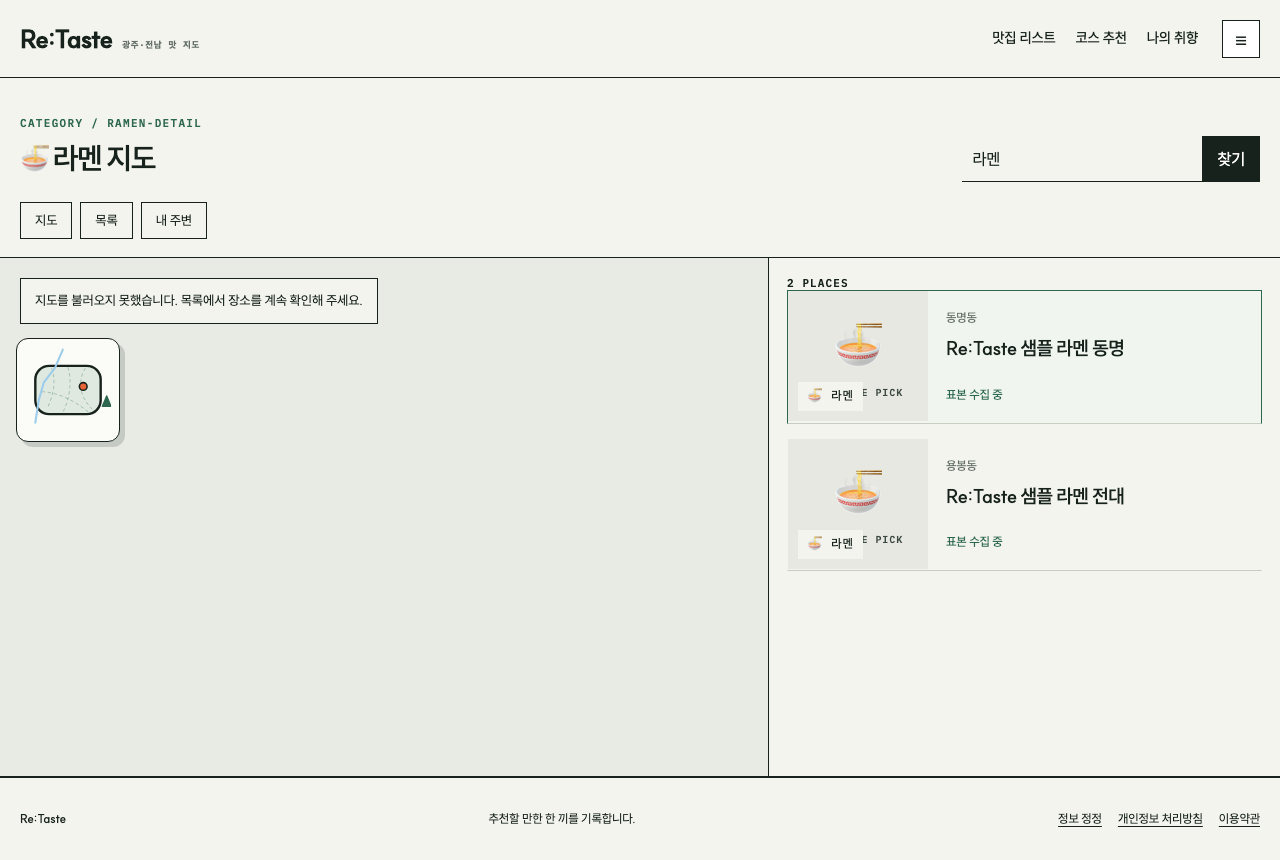 Re:Taste 광주·전남 맛 지도
맛집 리스트 코스 추천 나의 취향
CATEGORY / RAMEN-DETAIL
라멘 지도
라멘 찾기
지도 목록 내 주변
지도를 불러오지 못했습니다. 목록에서 장소를 계속 확인해 주세요.
2 PLACES
동명동
Re:Taste 샘플 라멘 동명
라멘 E PICK
표본 수집 중
용봉동
Re:Taste 샘플 라멘 전대
라멘 E PICK
표본 수집 중
Re:Taste
추천할 만한 한 끼를 기록합니다.
정보 정정 개인정보 처리방침 이용약관